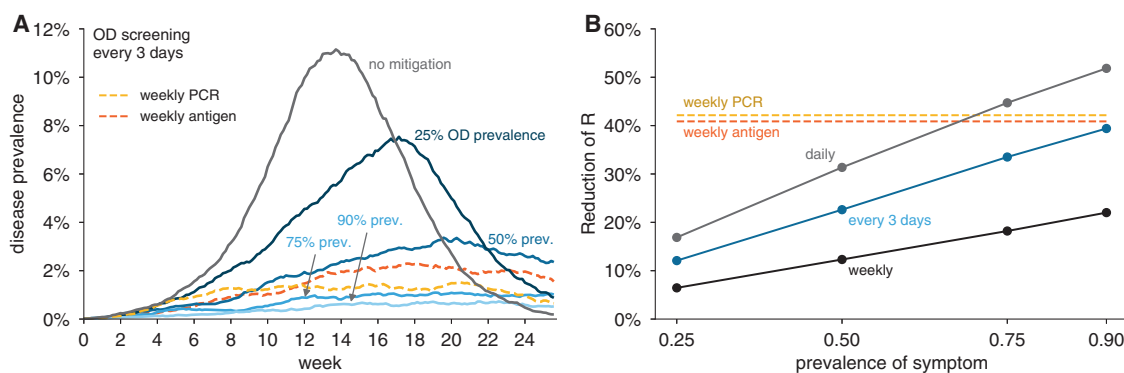 A
12%
10%
8%
6%
4%
2%
0%
disease prevalence
OD screening
every 3 days
weekly PCR
weekly antigen
no mitigation
25% OD prevalence
90% prev.
75% prev.
50% prev.
0 2 4 6 8 10 12 14 16 18 20 22 24
week
B
60%
50%
40%
30%
20%
10%
0%
Reduction of R
weekly PCR
weekly antigen
daily
every 3 days
weekly
0.25 0.50 0.75 0.90
prevalence of symptom